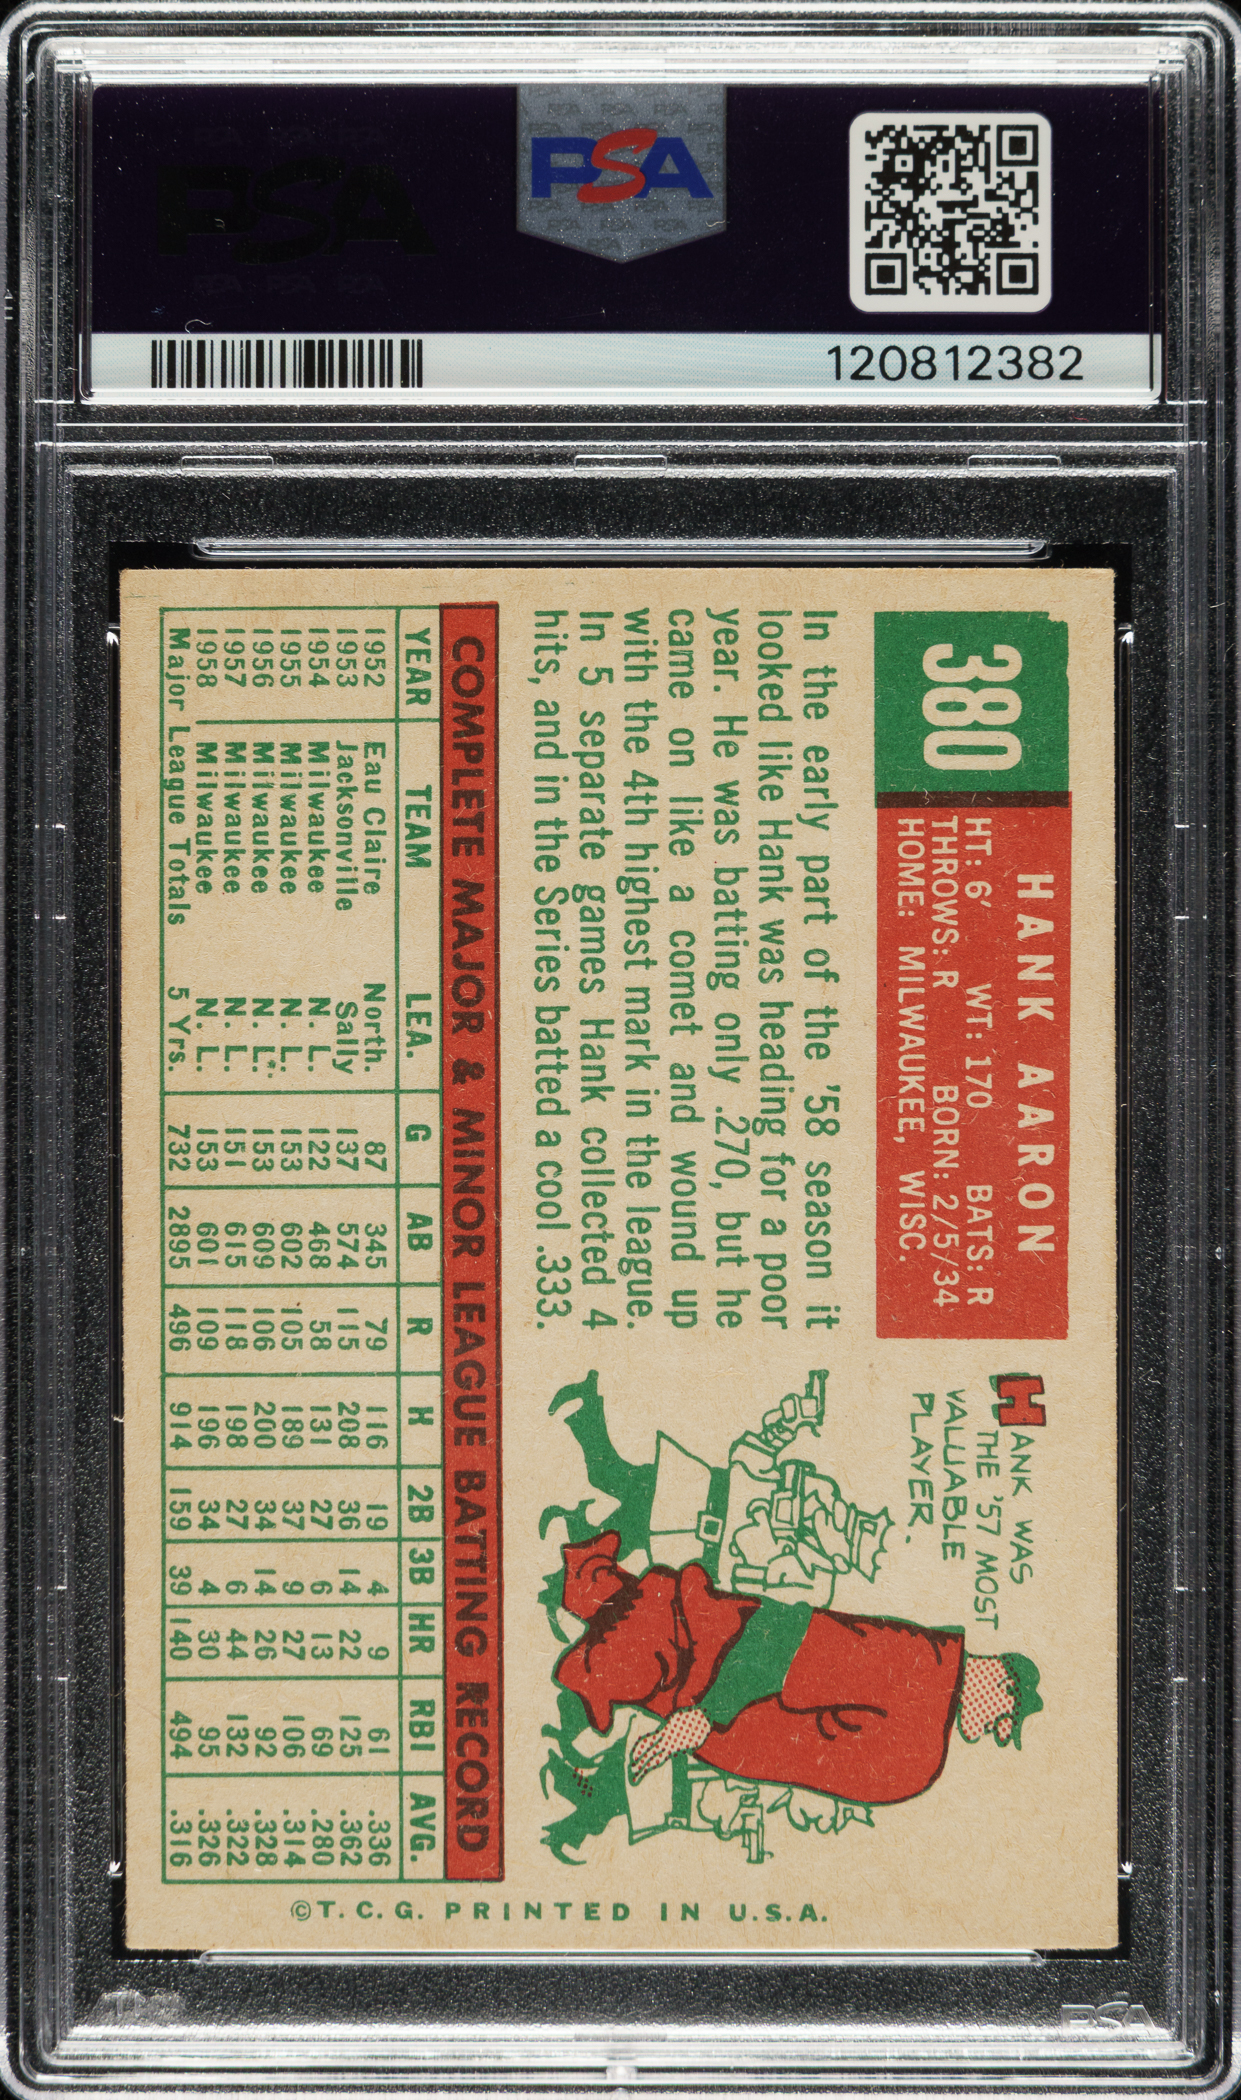 PSA
PSA
120812382
380
HANK AARON
HT: 6' WT: 170 BATS: R
THROWS: R BORN: 2/5/34
HOME: MILWAUKEE, WISC.
In the early part of the '58 season it
looked like Hank was heading for a poor
year. He was batting only .270, but he
came on like a comet and wound up
with the 4th highest mark in the league.
In 5 separate games Hank collected 4
hits, and in the Series batted a cool .333.
HANK WAS
THE '57 MOST
VALUABLE
PLAYER.
COMPLETE MAJOR & MINOR LEAGUE BATTING RECORD
YEAR TEAM LEA. G AB R H 2B 3B HR RBI AVG.
1952 Eau Claire North. 87 345 79 116 19 4 9 61 .336
1953 Jacksonville Sally 137 574 115 208 36 14 22 125 .362
1954 Milwaukee N. L. 122 468 58 131 27 6 13 69 .280
1955 Milwaukee N. L. 153 602 105 189 37 9 27 106 .314
1956 Milwaukee N. L. 153 609 106 200 34 14 26 92 .328
1957 Milwaukee N. L. 151 615 118 198 27 6 44 132 .322
1958 Milwaukee N. L. 153 601 109 196 34 4 30 95 .326
Major League Totals 5 Yrs. 732 2895 496 914 159 39 140 494 .316
©T. C. G. PRINTED IN U.S.A.
PSA